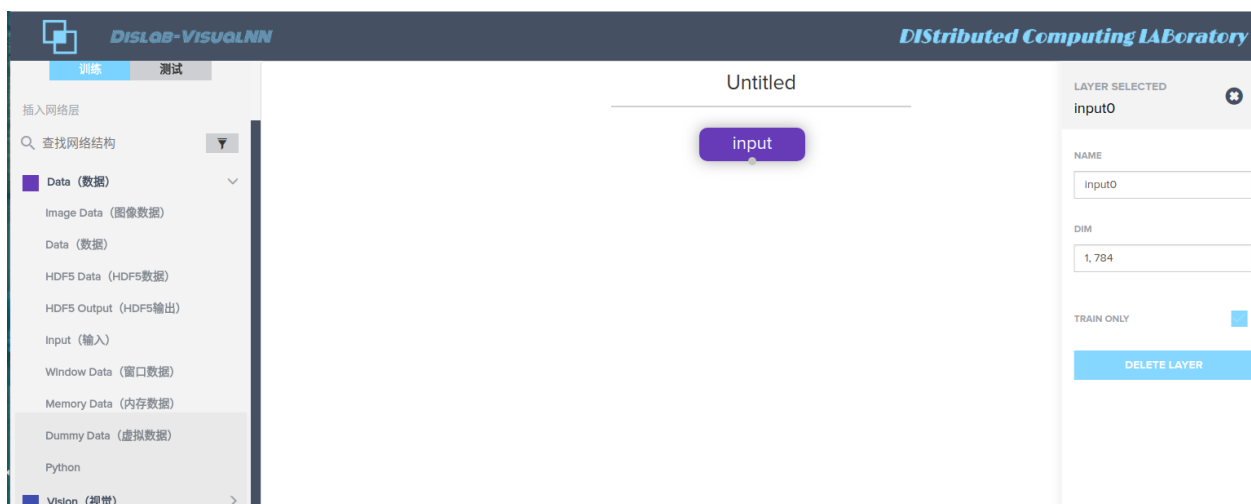 DISLAB-VISUALNN
DIStributed Computing LABoratory
训练
测试
插入网络层
查找网络结构
Data（数据）
Image Data（图像数据）
Data（数据）
HDF5 Data（HDF5数据）
HDF5 Output（HDF5输出）
Input（输入）
Window Data（窗口数据）
Memory Data（内存数据）
Dummy Data（虚拟数据）
Python
Vision（视觉）
Untitled
input
LAYER SELECTED
input0
NAME
input0
DIM
1, 784
TRAIN ONLY
DELETE LAYER